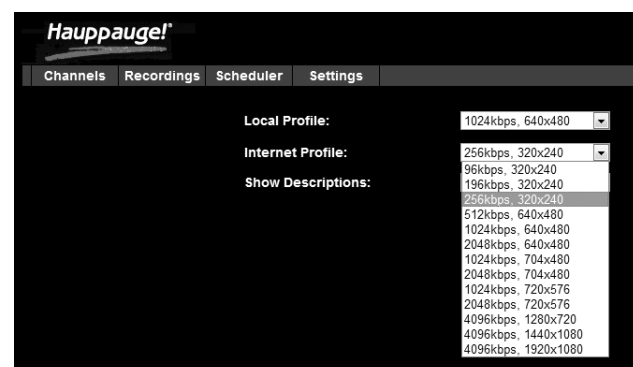 Hauppauge!
Channels Recordings Scheduler Settings
Local Profile: 1024kbps, 640x480
Internet Profile: 256kbps, 320x240
Show Descriptions:
96kbps, 320x240
196kbps, 320x240
256kbps, 320x240
512kbps, 640x480
1024kbps, 640x480
2048kbps, 640x480
1024kbps, 704x480
2048kbps, 704x480
1024kbps, 720x576
2048kbps, 720x576
4096kbps, 1280x720
4096kbps, 1440x1080
4096kbps, 1920x1080